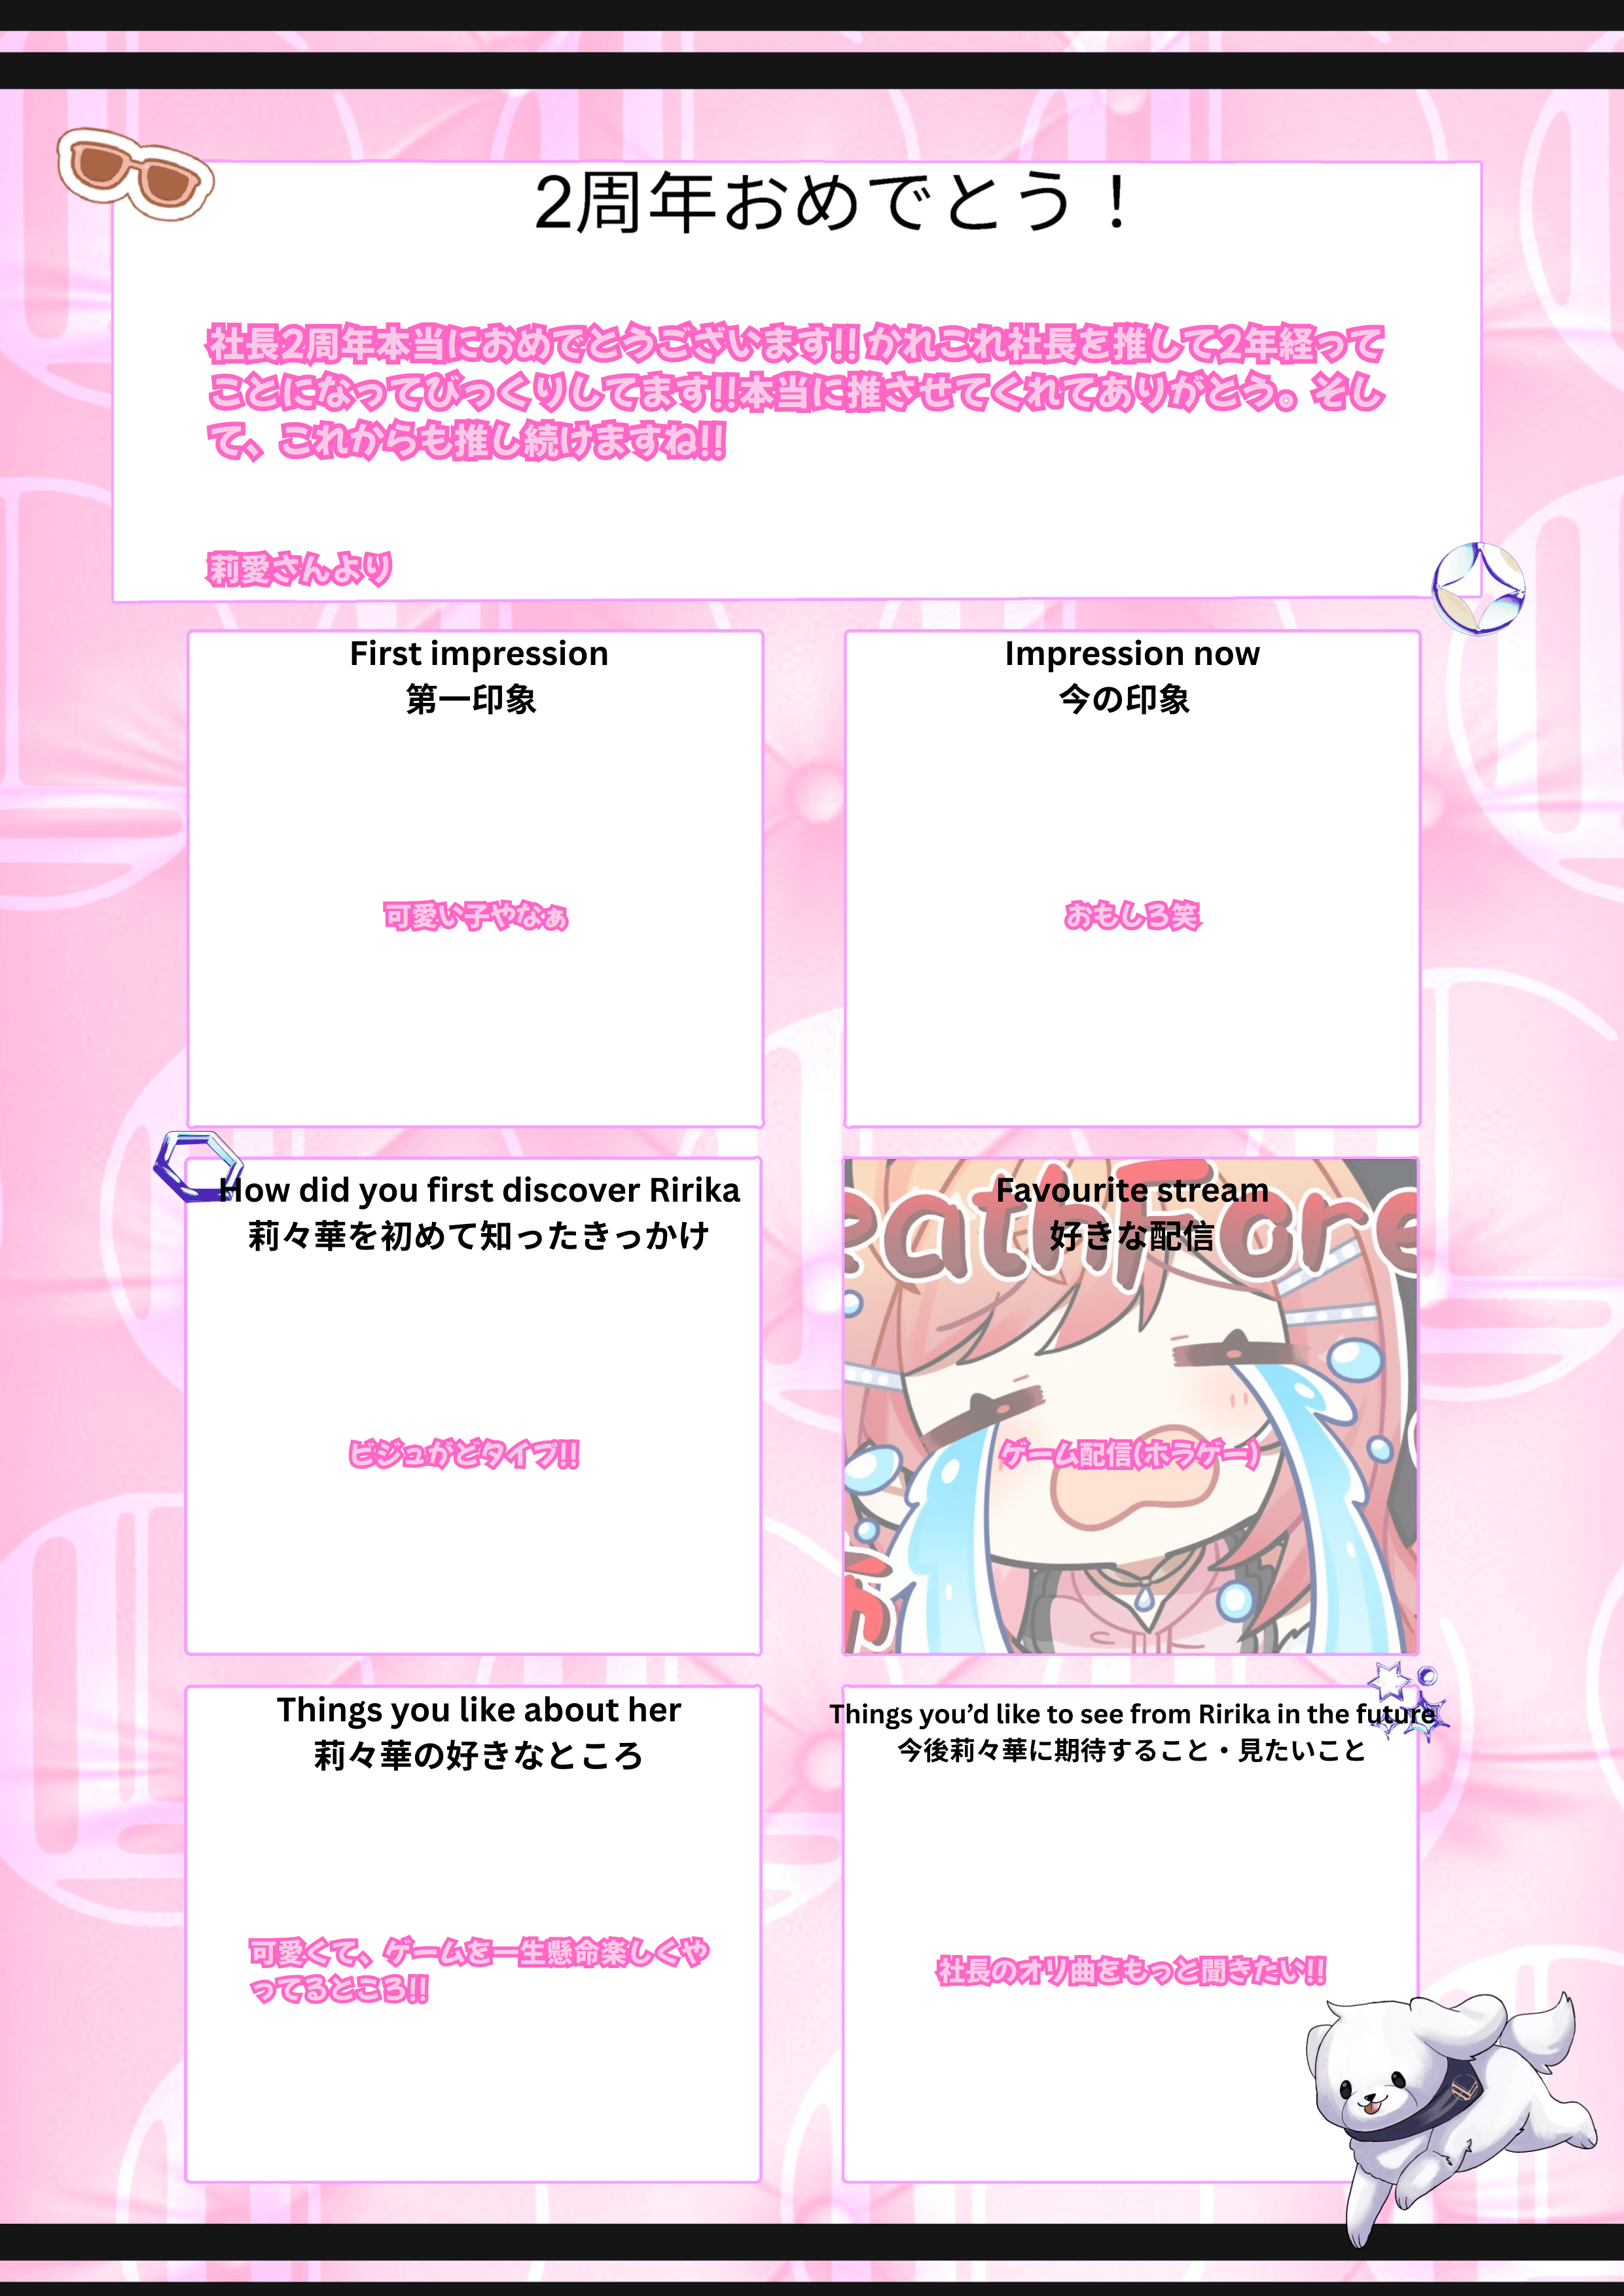 2周年おめでとう！
社長2周年本当におめでとうございます!! かれこれ社長を推して2年経って
ことになってびっくりしてます!!本当に推させてくれてありがとう。そし
て、これからも推し続けますね!!
莉愛さんより
First impression
第一印象
可愛い子やなぁ
Impression now
今の印象
おもしろ笑
How did you first discover Ririka
莉々華を初めて知ったきっかけ
ビジュがどタイプ!!
eathFore
Favourite stream
好きな配信
ゲーム配信(ホラゲー)
Things you like about her
莉々華の好きなところ
可愛くて、ゲームを一生懸命楽しくや
ってるところ!!
Things you’d like to see from Ririka in the future
今後莉々華に期待すること・見たいこと
社長のオリ曲をもっと聞きたい!!